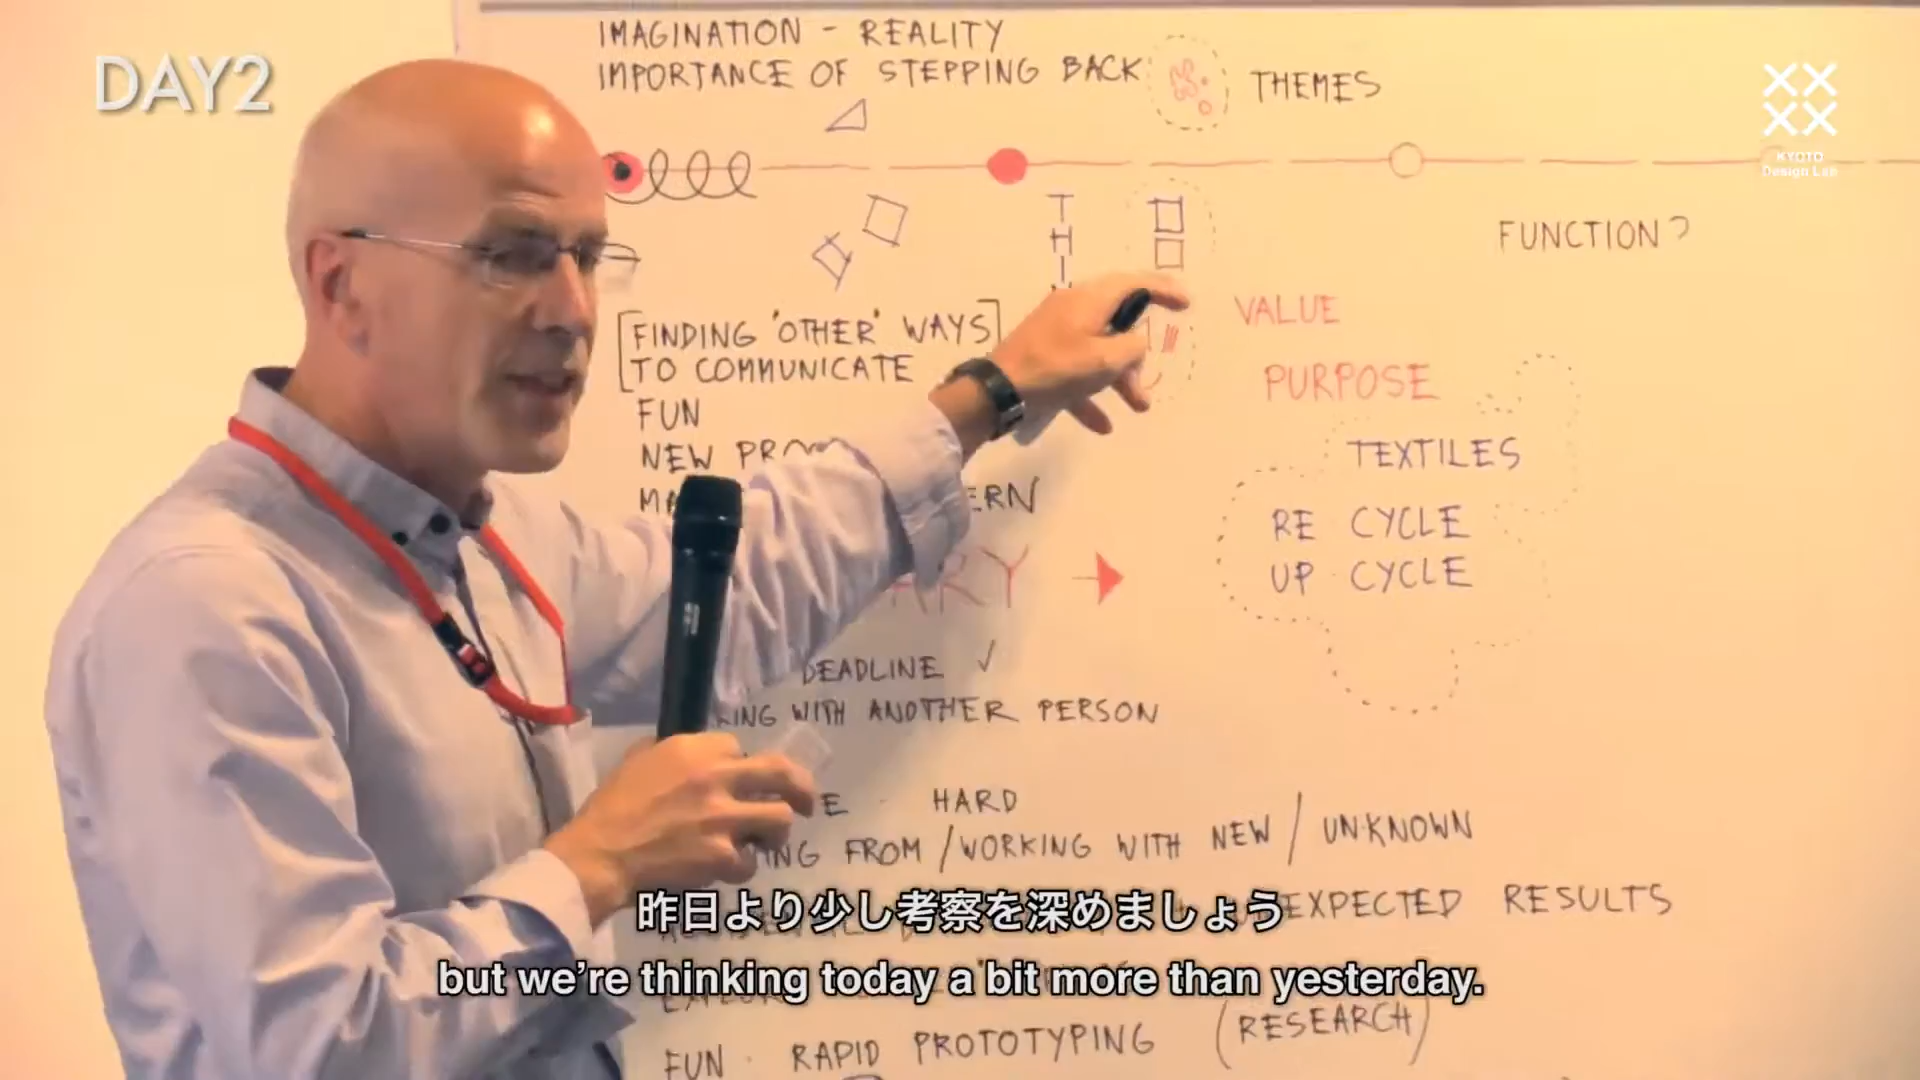 DAY2
IMAGINATION - REALITY
IMPORTANCE OF STEPPING BACK
THEMES
KYOTO
Design Lab
THI
FUNCTION?
[FINDING 'OTHER' WAYS]
TO COMMUNICATE
FUN
NEW
VALUE
PURPOSE
TEXTILES
RE CYCLE
UP CYCLE
DEADLINE ✓
WITH ANOTHER PERSON
HARD
FROM / WORKING WITH NEW / UNKNOWN
EXPECTED RESULTS
昨日より少し考察を深めましょう
but we're thinking today a bit more than yesterday.
(RESEARCH)
FUN · RAPID PROTOTYPING